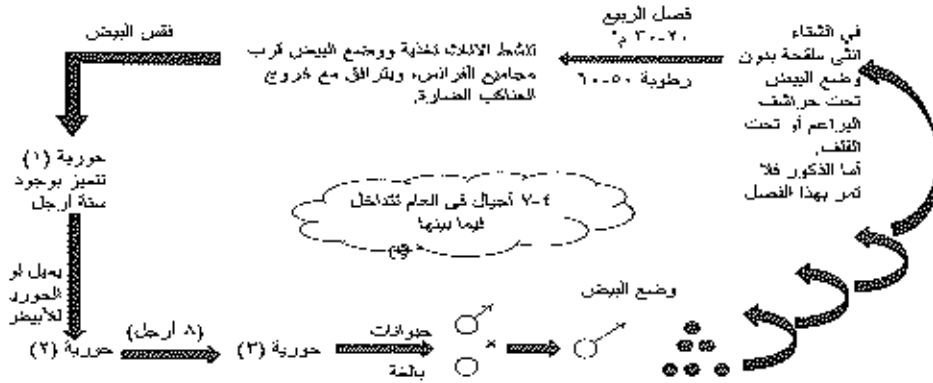 في الشتاء
انثى ملقحة بدون
وضع البيض
تحت حراشف
البراعم أو تحت
القلف.
أما الذكور فلا
تمر بهذا الفصل
فصل الربيع
٢٠-٣٠ م°
رطوبة ٥٠-٦٠
تنشط الاناث تغذية ووضع البيض قرب
مجاميع الفرائس، ويترافق مع خروج
العناكب الضارة.
فقس البيض
حورية (١)
تتميز بوجود
ستة أرجل
يميل لو
الحوري
للأبيض
حورية (٢)
(٨ أرجل)
حورية (٣)
حيوانات
بالغة
×
وضع البيض
٤-٧ أجيال في العام تتداخل
فيما بينها